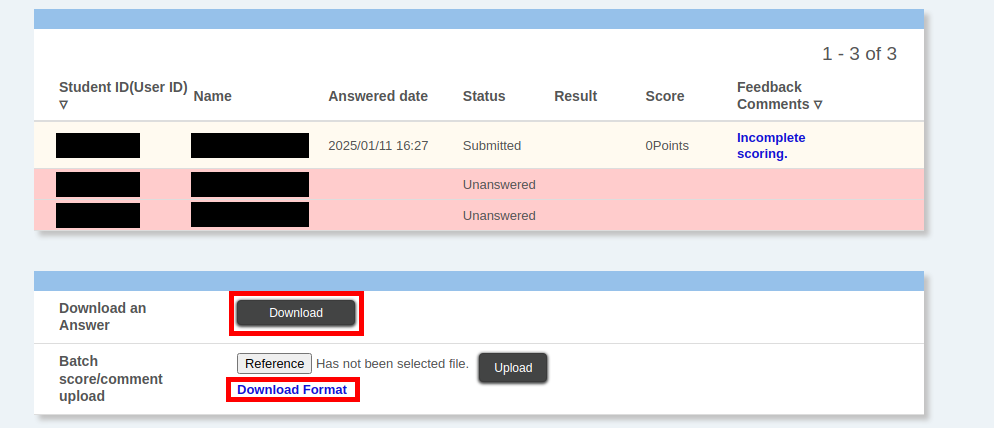 1 - 3 of 3
Student ID(User ID) ▽ Name Answered date Status Result Score Feedback Comments ▽
2025/01/11 16:27 Submitted 0Points Incomplete scoring.
Unanswered
Unanswered
Download an Answer Download
Batch score/comment upload Reference Has not been selected file. Upload
Download Format